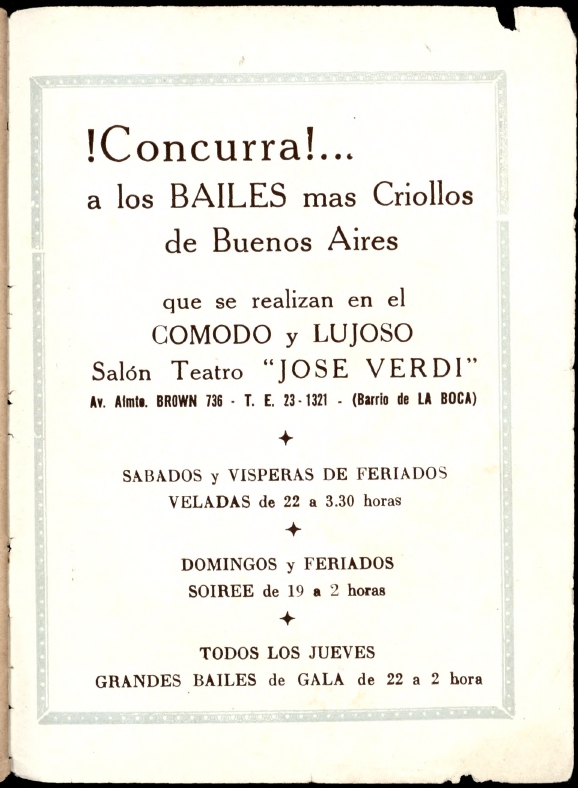 !Concurra!...
a los BAILES mas Criollos
de Buenos Aires
que se realizan en el
COMODO y LUJOSO
Salón Teatro "JOSE VERDI"
Av. Almte. BROWN 736 - T. E. 23-1321 - (Barrio de LA BOCA)
SABADOS y VISPERAS DE FERIADOS
VELADAS de 22 a 3.30 horas
DOMINGOS y FERIADOS
SOIREE de 19 a 2 horas
TODOS LOS JUEVES
GRANDES BAILES de GALA de 22 a 2 hora